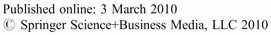 Published online: 3 March 2010
© Springer Science+Business Media, LLC 2010